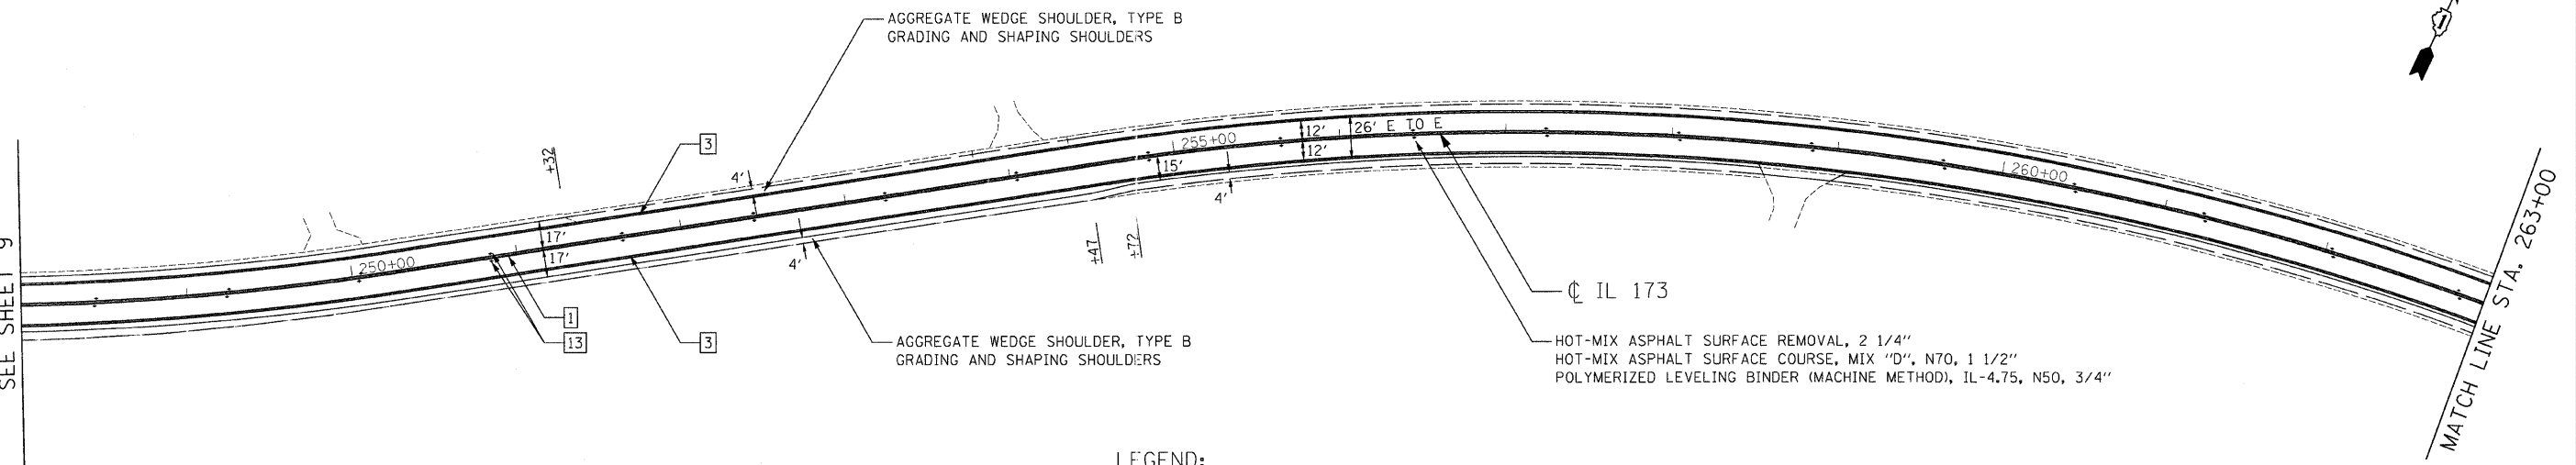 AGGREGATE WEDGE SHOULDER, TYPE B
GRADING AND SHAPING SHOULDERS
1
3
+32
4'
255+00
12'
26' E TO E
12'
15'
4'
260+00
17'
17'
250+00
4'
+47
+72
SEE SHEET 9
MATCH LINE STA. 263+00
℄ IL 173
1
13
3
AGGREGATE WEDGE SHOULDER, TYPE B
GRADING AND SHAPING SHOULDERS
HOT-MIX ASPHALT SURFACE REMOVAL, 2 1/4"
HOT-MIX ASPHALT SURFACE COURSE, MIX "D", N70, 1 1/2"
POLYMERIZED LEVELING BINDER (MACHINE METHOD), IL-4.75, N50, 3/4"
LEGEND: